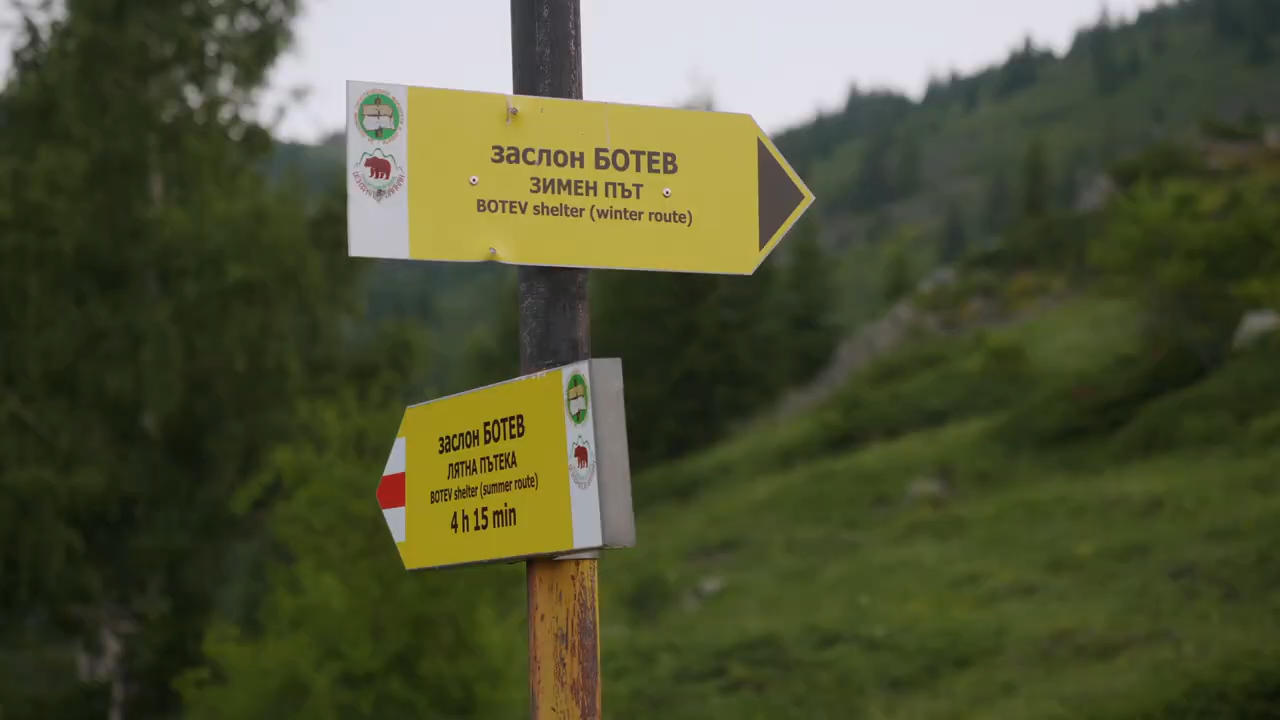 заслон БОТЕВ
ЗИМЕН ПЪТ
BOTEV shelter (winter route)
заслон БОТЕВ
ЛЯТНА ПЪТЕКА
BOTEV shelter (summer route)
4 h 15 min